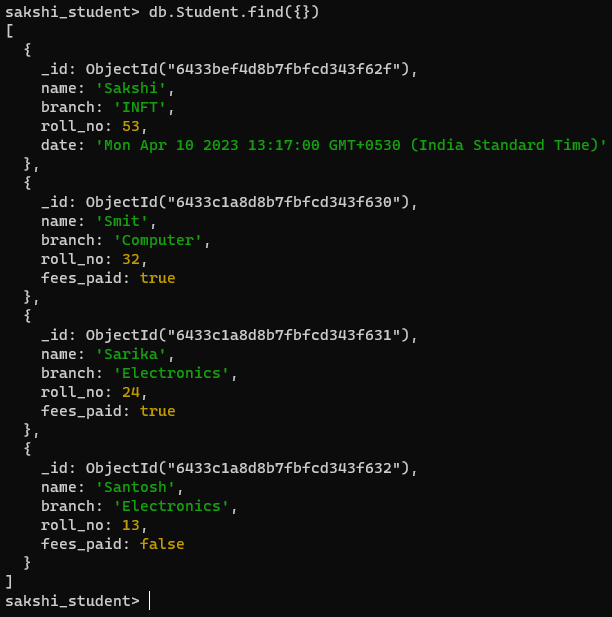 sakshi_student> db.Student.find({})
[
  {
    _id: ObjectId("6433bef4d8b7fbfcd343f62f"),
    name: 'Sakshi',
    branch: 'INFT',
    roll_no: 53,
    date: 'Mon Apr 10 2023 13:17:00 GMT+0530 (India Standard Time)'
  },
  {
    _id: ObjectId("6433c1a8d8b7fbfcd343f630"),
    name: 'Smit',
    branch: 'Computer',
    roll_no: 32,
    fees_paid: true
  },
  {
    _id: ObjectId("6433c1a8d8b7fbfcd343f631"),
    name: 'Sarika',
    branch: 'Electronics',
    roll_no: 24,
    fees_paid: true
  },
  {
    _id: ObjectId("6433c1a8d8b7fbfcd343f632"),
    name: 'Santosh',
    branch: 'Electronics',
    roll_no: 13,
    fees_paid: false
  }
]
sakshi_student>